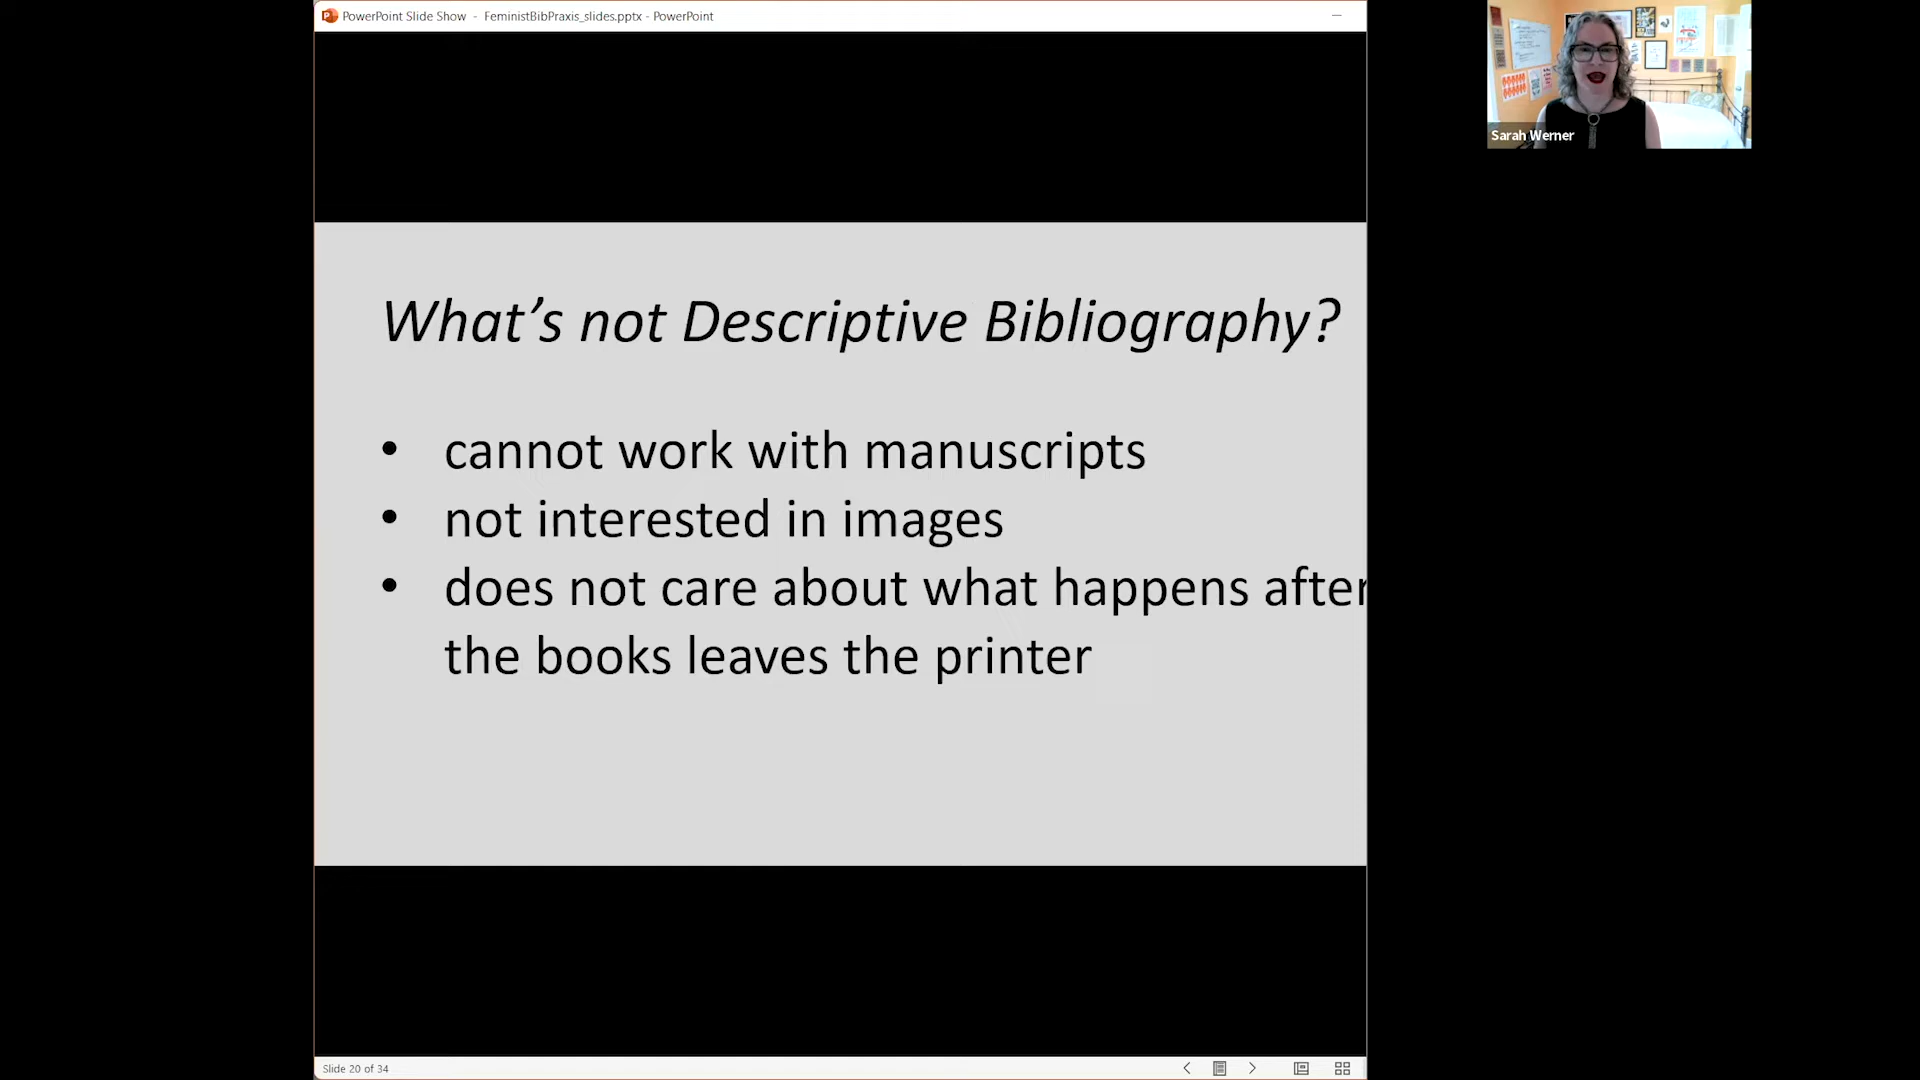 PowerPoint Slide Show - FeministBibPraxis_slides.pptx - PowerPoint
Sarah Werner
What's not Descriptive Bibliography?
• cannot work with manuscripts
• not interested in images
• does not care about what happens after
the books leaves the printer
Slide 20 of 34